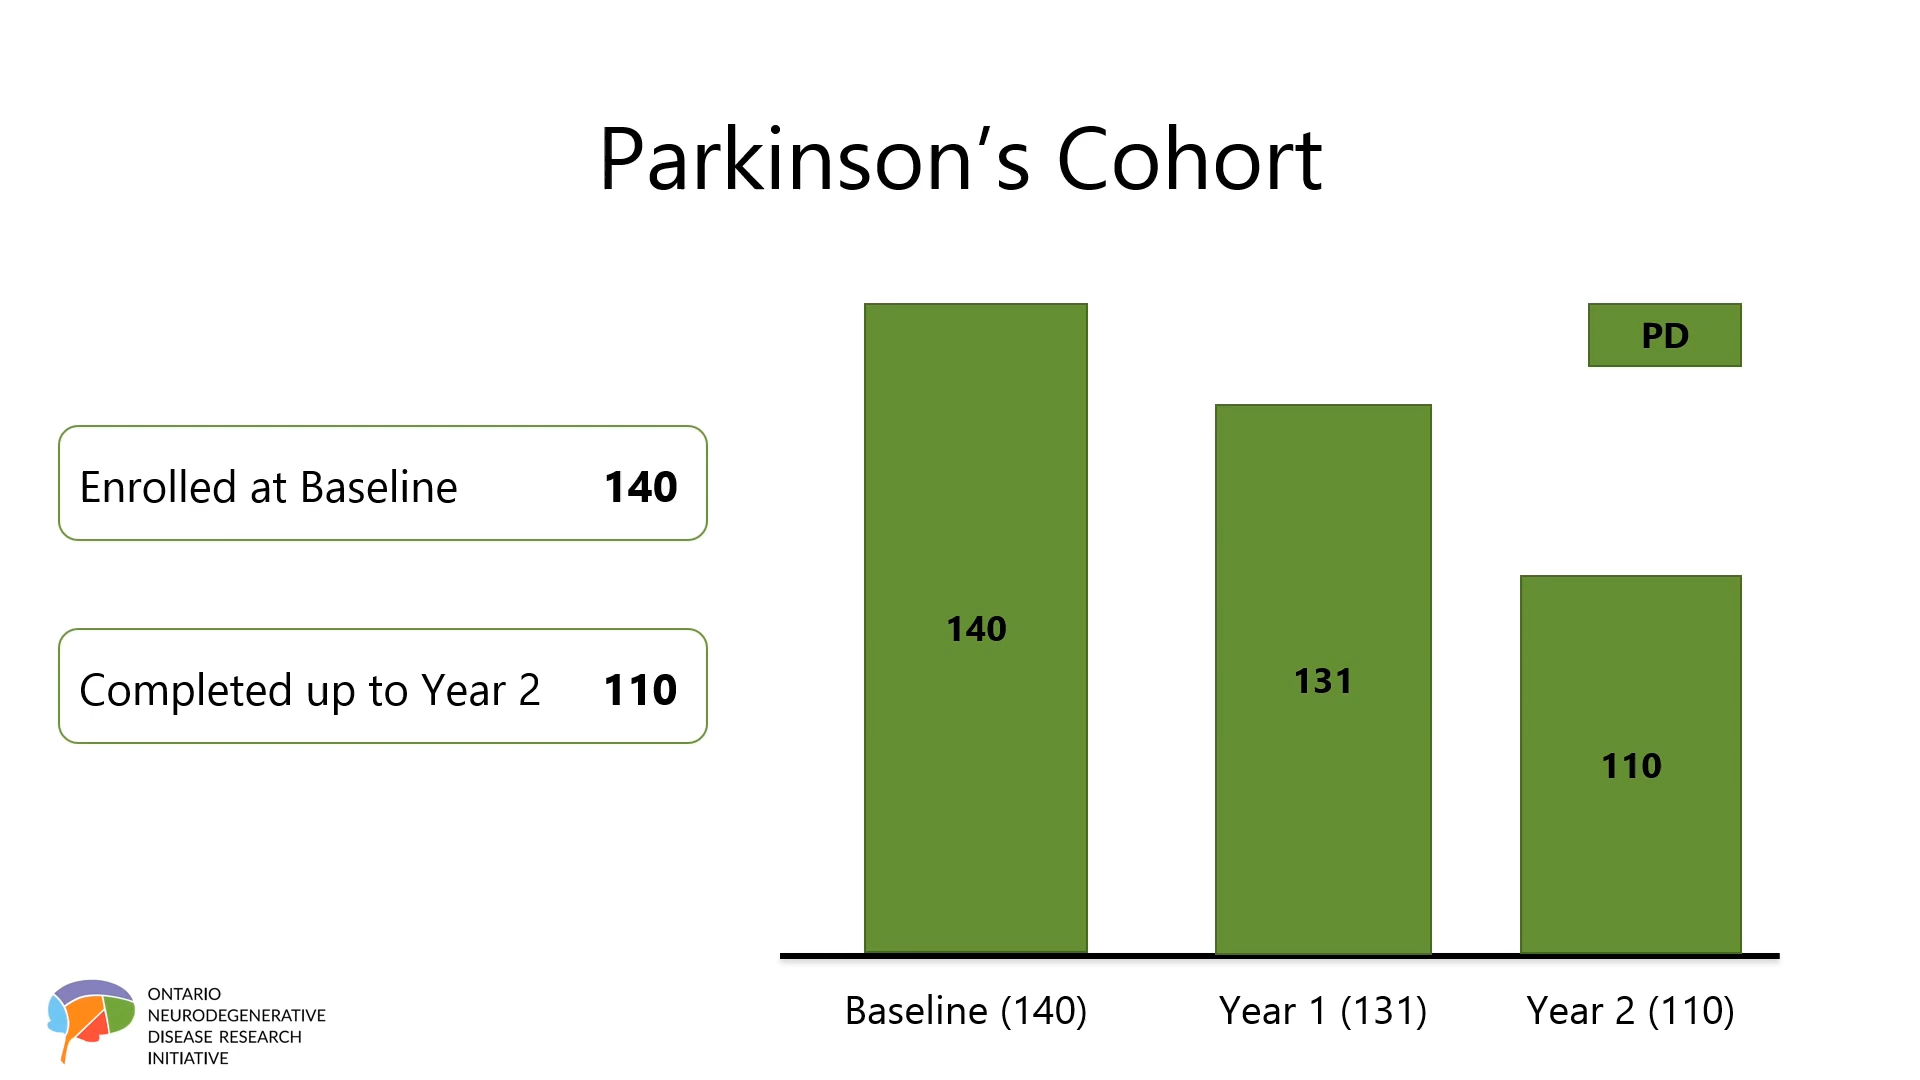 Parkinson’s Cohort
Enrolled at Baseline 140
Completed up to Year 2 110
PD
140
131
110
Baseline (140)
Year 1 (131)
Year 2 (110)
ONTARIO
NEURODEGENERATIVE
DISEASE RESEARCH
INITIATIVE